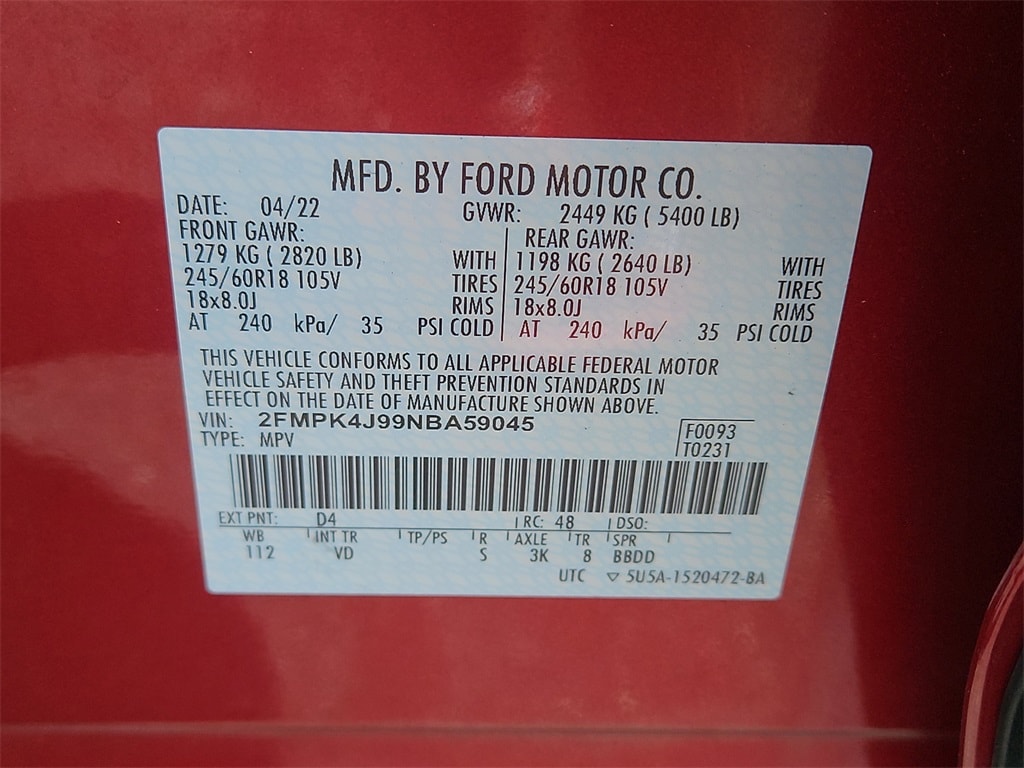 MFD. BY FORD MOTOR CO.
DATE: 04/22 GVWR: 2449 KG ( 5400 LB)
FRONT GAWR: REAR GAWR:
1279 KG ( 2820 LB) WITH 1198 KG ( 2640 LB) WITH
245/60R18 105V TIRES 245/60R18 105V TIRES
18x8.0J RIMS 18x8.0J RIMS
AT 240 kPa/ 35 PSI COLD AT 240 kPa/ 35 PSI COLD
THIS VEHICLE CONFORMS TO ALL APPLICABLE FEDERAL MOTOR
VEHICLE SAFETY AND THEFT PREVENTION STANDARDS IN
EFFECT ON THE DATE OF MANUFACTURE SHOWN ABOVE.
VIN: 2FMPK4J99NBA59045
TYPE: MPV
F0093
T0231
EXT PNT: D4 RC: 48 DSO:
WB INT TR TP/PS R AXLE TR SPR
112 VD S 3K 8 BBDD
UTC ▽ 5U5A-1520472-BA